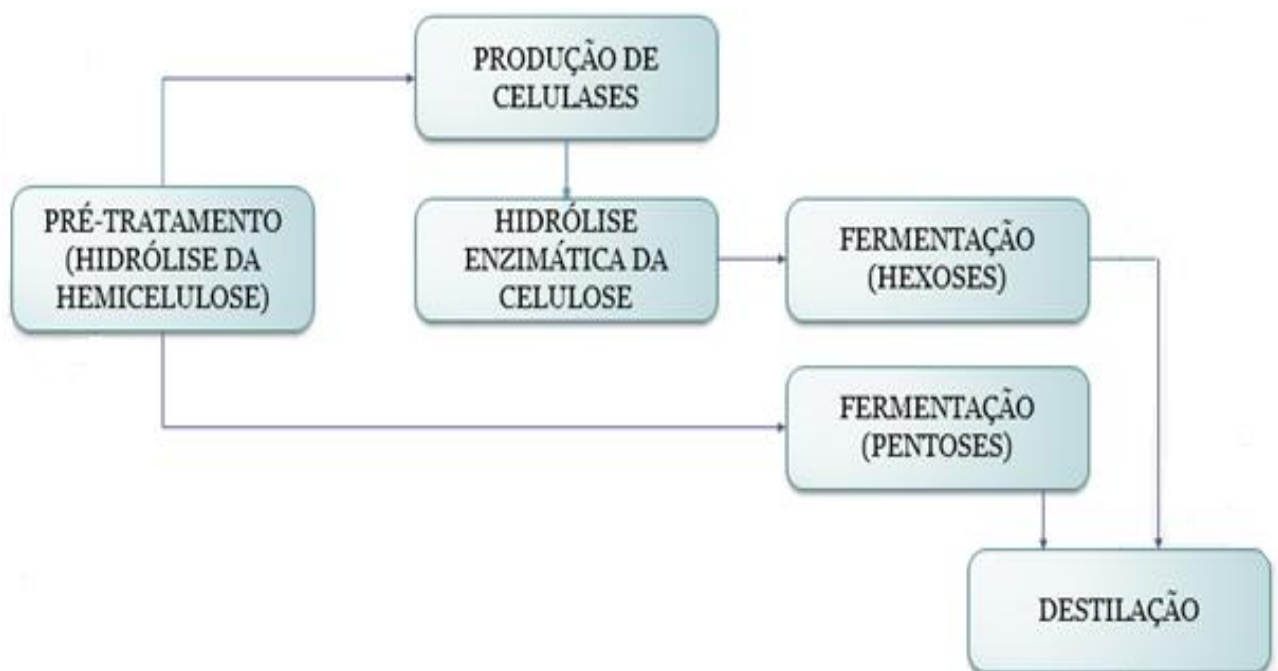 PRODUÇÃO DE
CELULASES
PRÉ-TRATAMENTO
(HIDRÓLISE DA
HEMICELULOSE)
HIDRÓLISE
ENZIMÁTICA DA
CELULOSE
FERMENTAÇÃO
(HEXOSES)
FERMENTAÇÃO
(PENTOSES)
DESTILAÇÃO